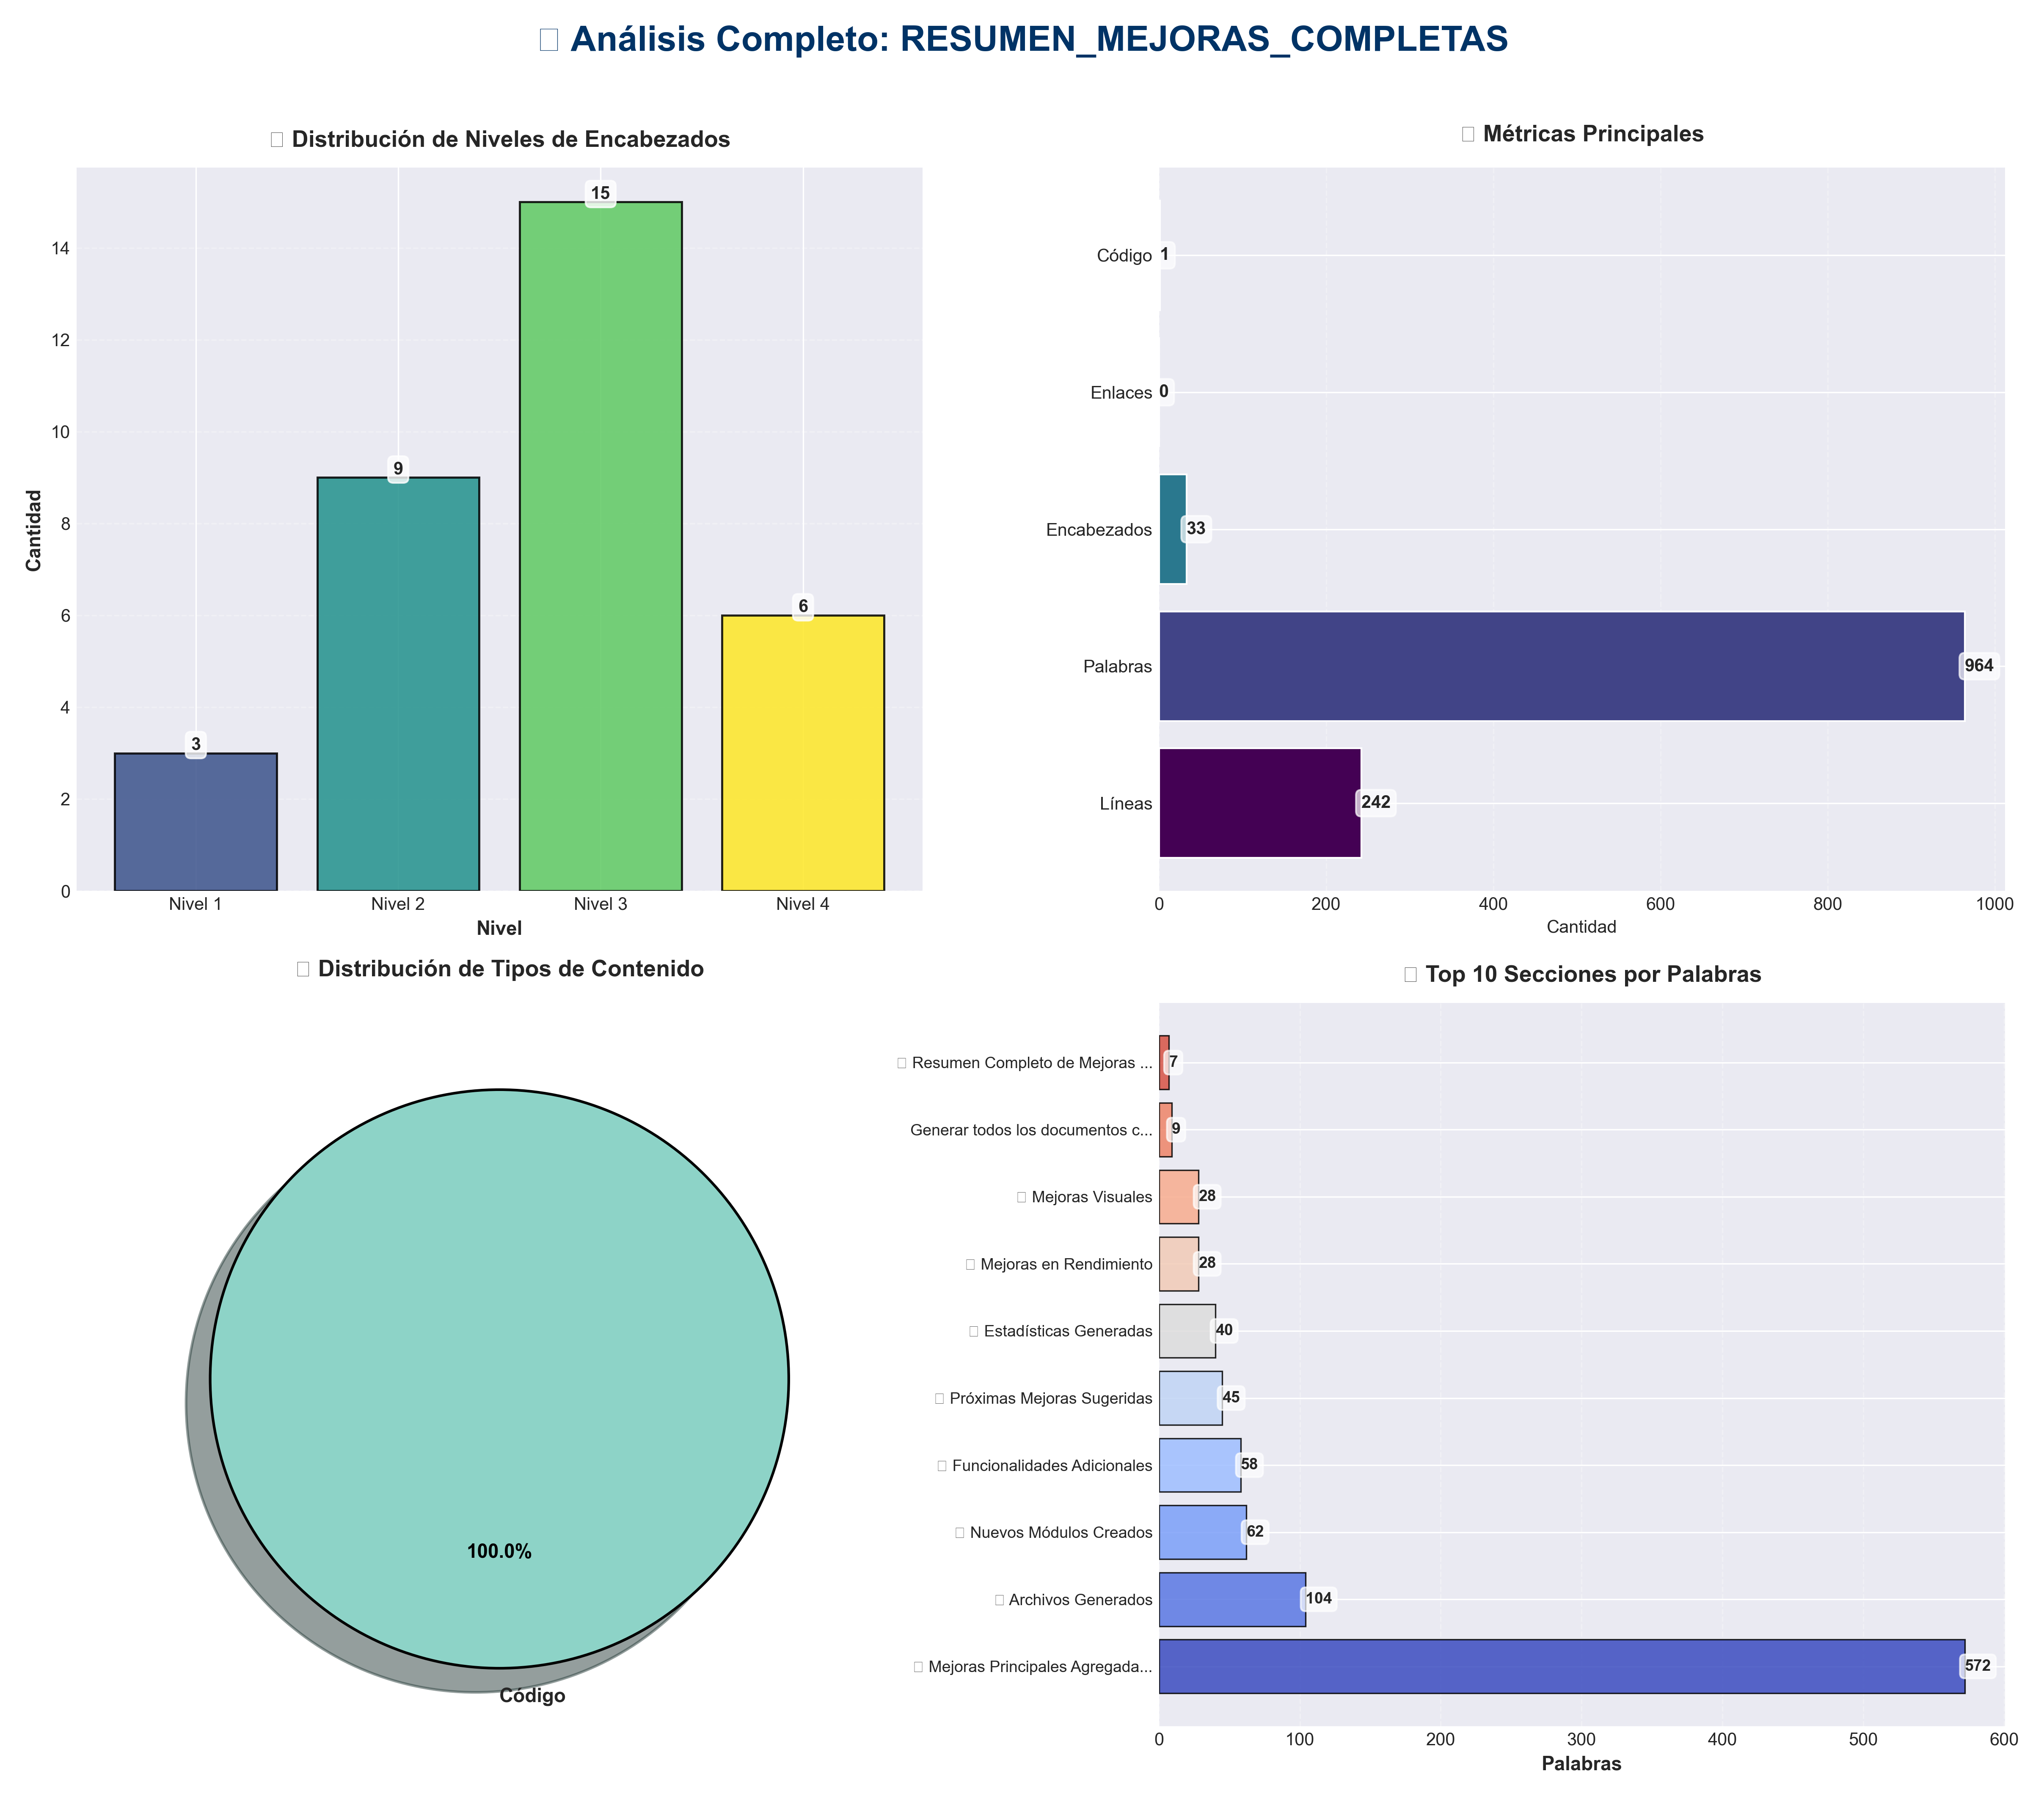 Análisis Completo: RESUMEN_MEJORAS_COMPLETAS
Distribución de Niveles de Encabezados
Cantidad
14
12
10
8
6
4
2
0
3
9
15
6
Nivel 1
Nivel 2
Nivel 3
Nivel 4
Nivel
Métricas Principales
Código
1
Enlaces
0
Encabezados
33
Palabras
964
Líneas
242
0
200
400
600
800
1000
Cantidad
Distribución de Tipos de Contenido
100.0%
Código
Top 10 Secciones por Palabras
Resumen Completo de Mejoras ...
7
Generar todos los documentos c...
9
Mejoras Visuales
28
Mejoras en Rendimiento
28
Estadísticas Generadas
40
Próximas Mejoras Sugeridas
45
Funcionalidades Adicionales
58
Nuevos Módulos Creados
62
Archivos Generados
104
Mejoras Principales Agregada...
572
0
100
200
300
400
500
600
Palabras